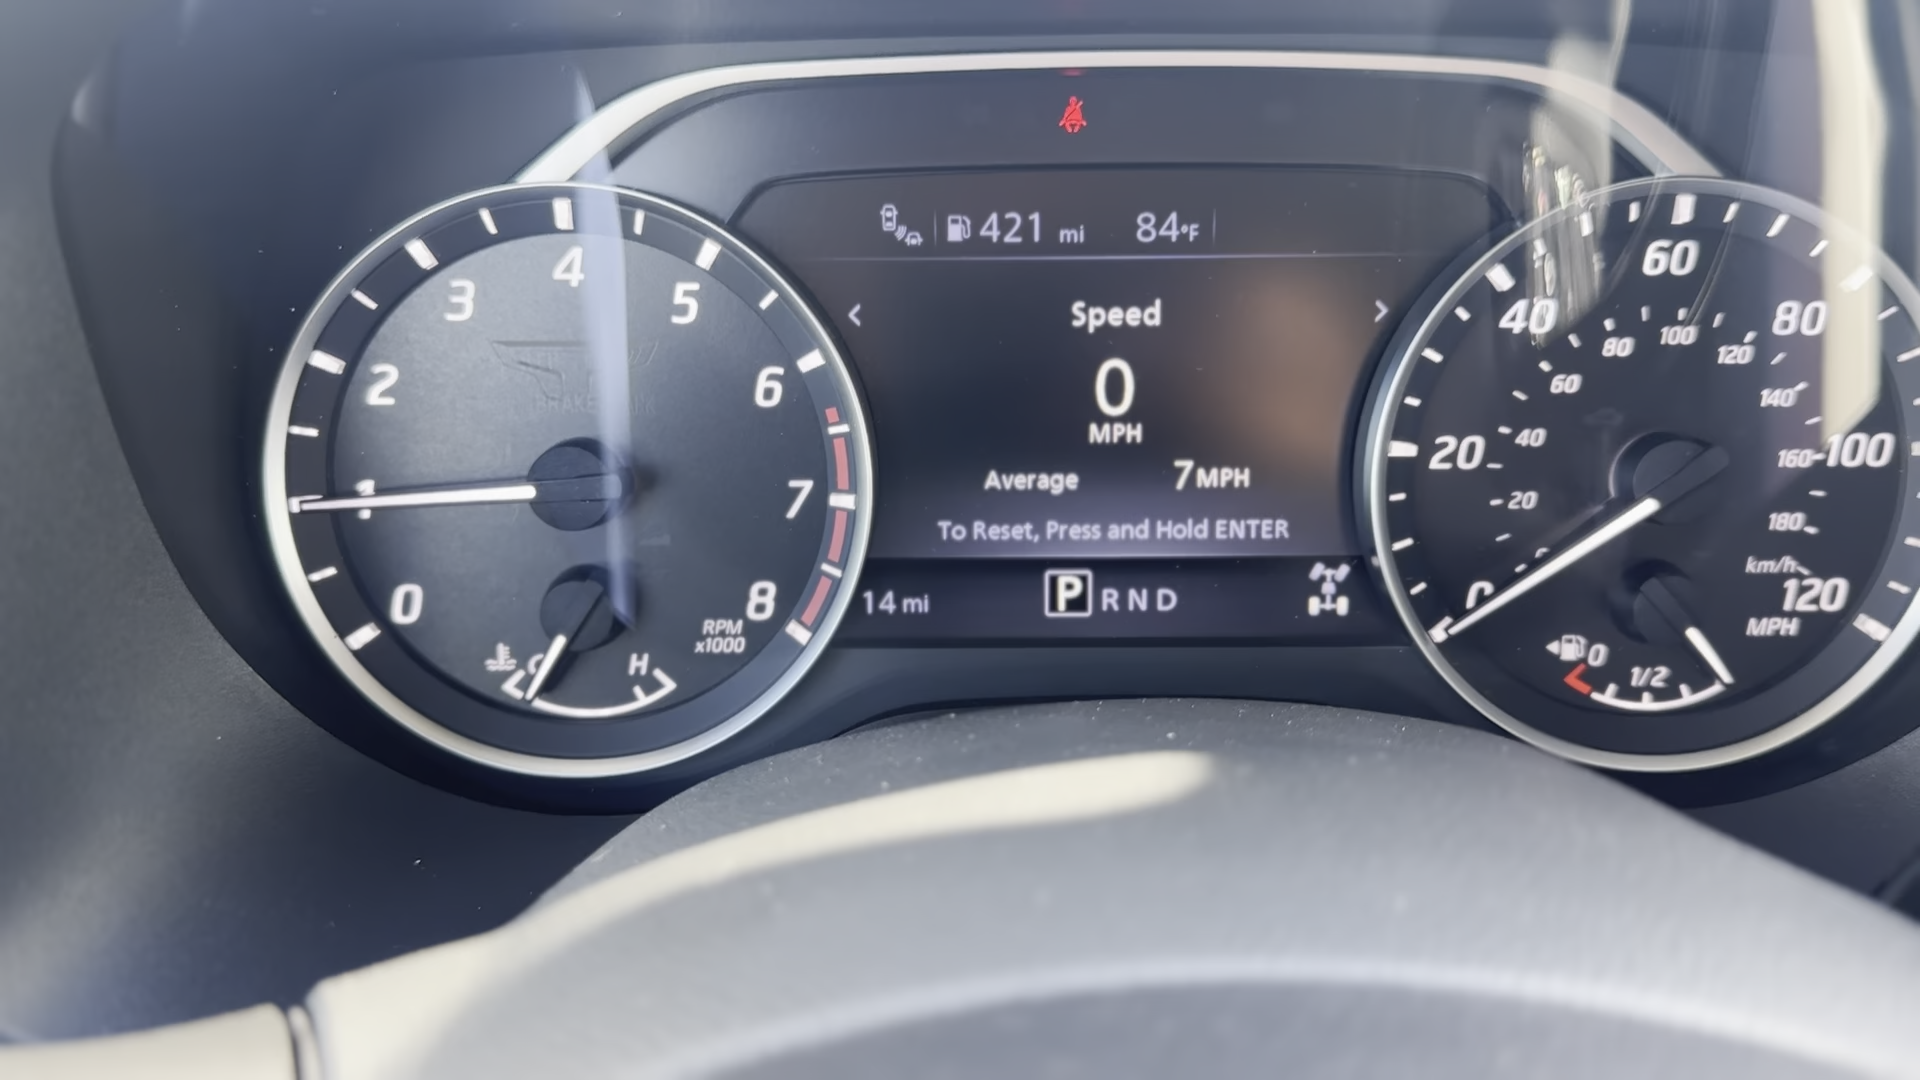 421 mi 84°F
Speed
0
MPH
Average 7 MPH
To Reset, Press and Hold ENTER
14 mi P R N D
0 1 2 3 4 5 6 7 8
RPM
x1000
C H
BRAKE
0 20 40 60 80 100 120
MPH
20 40 60 80 100 120 140 160 180
km/h
0 1/2